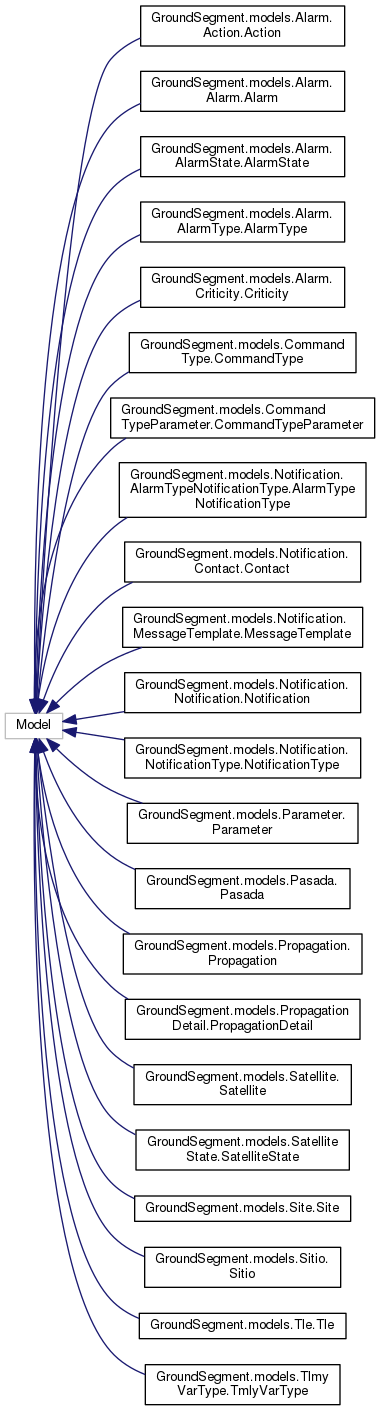 GroundSegment.models.Alarm.
Action.Action
GroundSegment.models.Alarm.
Alarm.Alarm
GroundSegment.models.Alarm.
AlarmState.AlarmState
GroundSegment.models.Alarm.
AlarmType.AlarmType
GroundSegment.models.Alarm.
Criticity.Criticity
GroundSegment.models.Command
Type.CommandType
GroundSegment.models.Command
TypeParameter.CommandTypeParameter
GroundSegment.models.Notification.
AlarmTypeNotificationType.AlarmType
NotificationType
GroundSegment.models.Notification.
Contact.Contact
GroundSegment.models.Notification.
MessageTemplate.MessageTemplate
GroundSegment.models.Notification.
Notification.Notification
Model
GroundSegment.models.Notification.
NotificationType.NotificationType
GroundSegment.models.Parameter.
Parameter
GroundSegment.models.Pasada.
Pasada
GroundSegment.models.Propagation.
Propagation
GroundSegment.models.Propagation
Detail.PropagationDetail
GroundSegment.models.Satellite.
Satellite
GroundSegment.models.Satellite
State.SatelliteState
GroundSegment.models.Site.Site
GroundSegment.models.Sitio.
Sitio
GroundSegment.models.Tle.Tle
GroundSegment.models.Tlmy
VarType.TmlyVarType